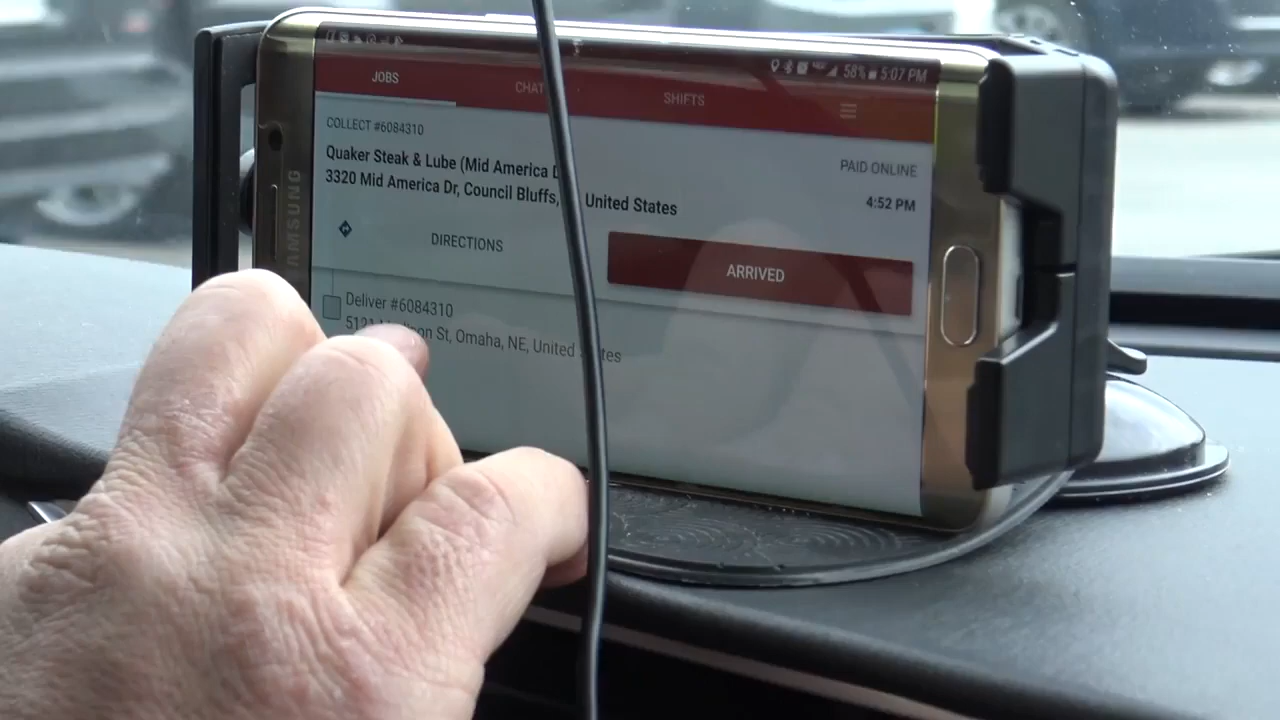 58% 5:07 PM
JOBS
CHAT
SHIFTS
COLLECT #6084310
Quaker Steak & Lube (Mid America
PAID ONLINE
3320 Mid America Dr, Council Bluffs, United States
4:52 PM
DIRECTIONS
ARRIVED
Deliver #6084310
St, Omaha, NE, United
SAMSUNG